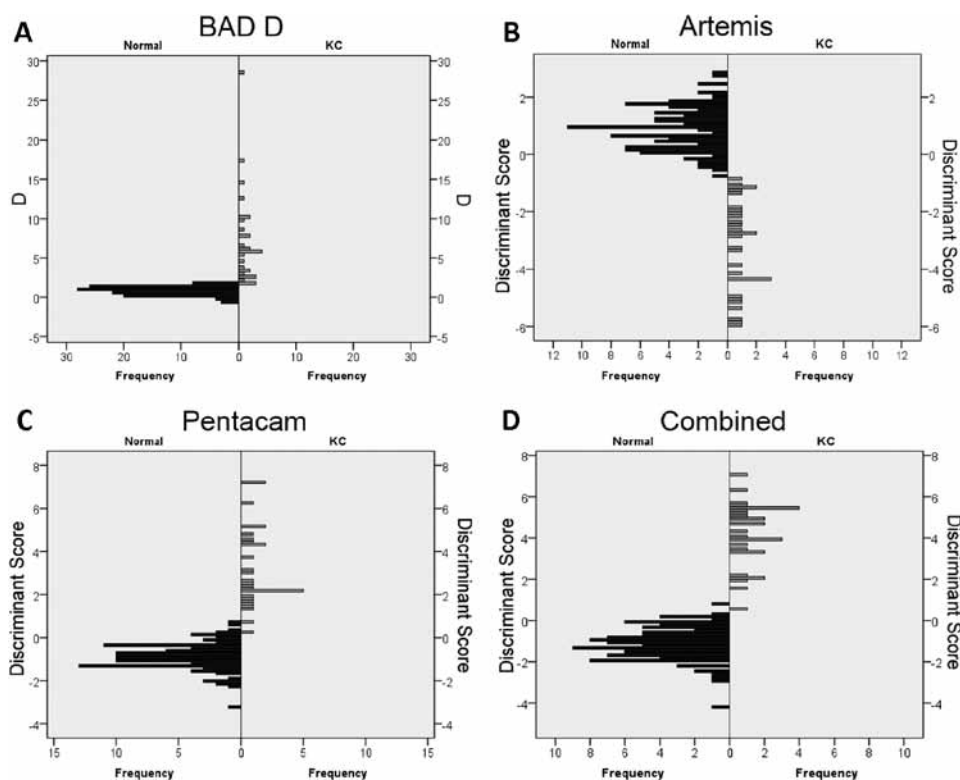 A BAD D
Normal KC
30 30
25 25
20 20
15 15
10 10
5 5
0 0
-5 -5
D D
30 20 10 0 10 20 30
Frequency Frequency
B Artemis
Normal KC
2 2
0 0
-2 -2
-4 -4
-6 -6
Discriminant Score Discriminant Score
12 10 8 6 4 2 0 2 4 6 8 10 12
Frequency Frequency
C Pentacam
Normal KC
8 8
6 6
4 4
2 2
0 0
-2 -2
-4 -4
Discriminant Score Discriminant Score
15 10 5 0 5 10 15
Frequency Frequency
D Combined
Normal KC
8 8
6 6
4 4
2 2
0 0
-2 -2
-4 -4
Discriminant Score Discriminant Score
10 8 6 4 2 0 2 4 6 8 10
Frequency Frequency